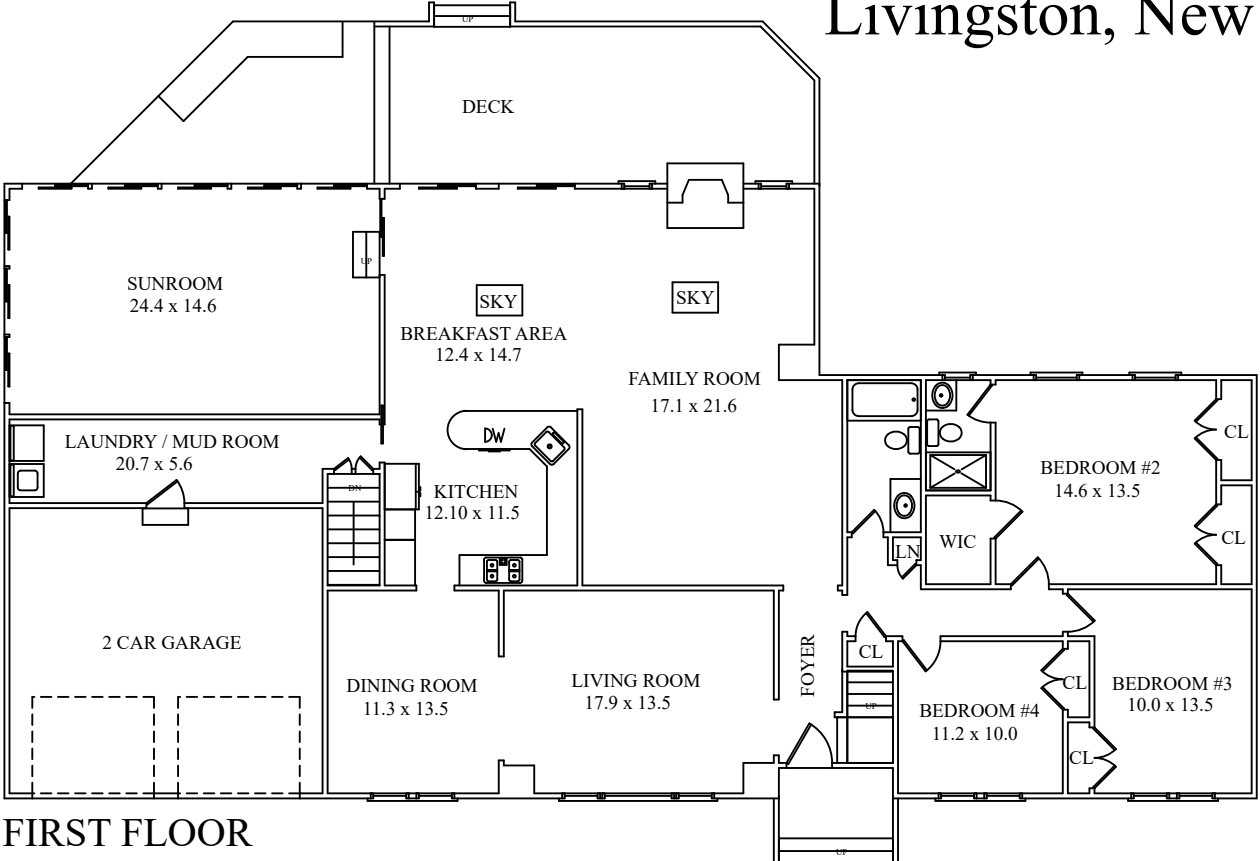 Livingston, New
UP
DECK
UP
SUNROOM
24.4 x 14.6
SKY
SKY
BREAKFAST AREA
12.4 x 14.7
FAMILY ROOM
17.1 x 21.6
DW
LAUNDRY / MUD ROOM
20.7 x 5.6
DN
KITCHEN
12.10 x 11.5
CL
BEDROOM #2
14.6 x 13.5
CL
WIC
LN
2 CAR GARAGE
DINING ROOM
11.3 x 13.5
LIVING ROOM
17.9 x 13.5
FOYER
CL
UP
CL
BEDROOM #3
10.0 x 13.5
BEDROOM #4
11.2 x 10.0
CL
UP
FIRST FLOOR